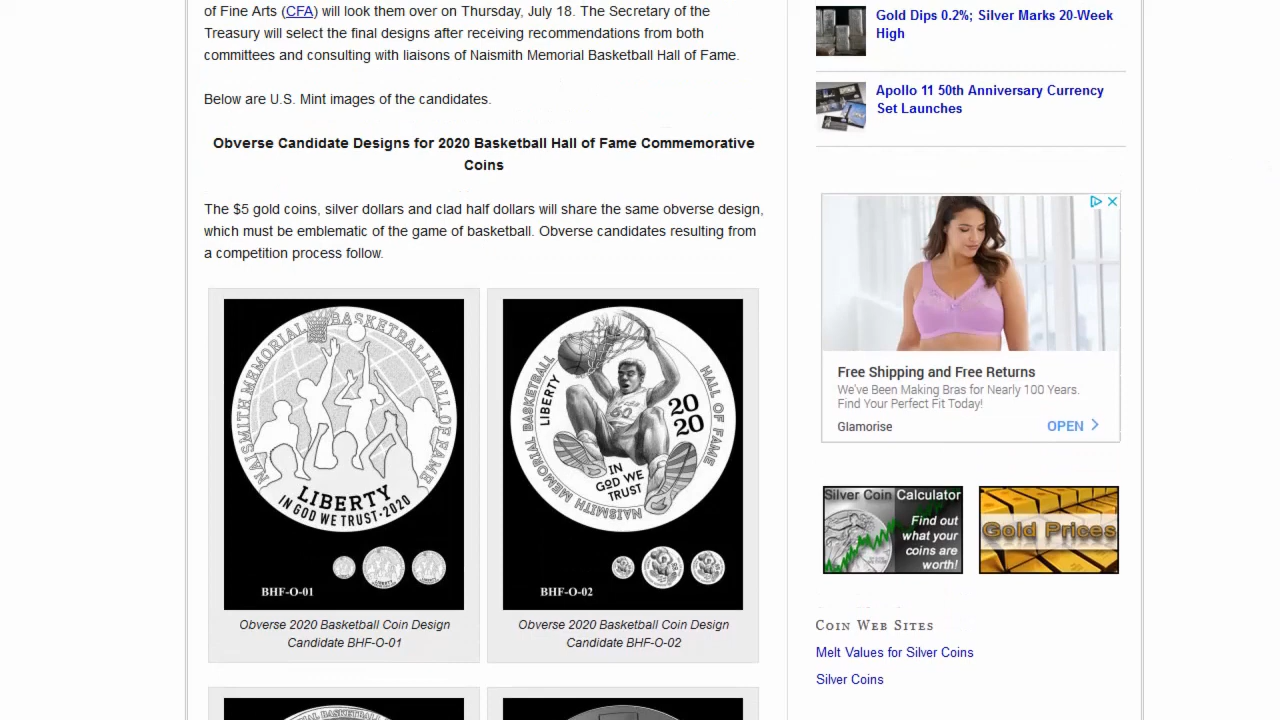 of Fine Arts (CFA) will look them over on Thursday, July 18. The Secretary of the
Treasury will select the final designs after receiving recommendations from both
committees and consulting with liaisons of Naismith Memorial Basketball Hall of Fame.
Below are U.S. Mint images of the candidates.
Obverse Candidate Designs for 2020 Basketball Hall of Fame Commemorative
Coins
The $5 gold coins, silver dollars and clad half dollars will share the same obverse design,
which must be emblematic of the game of basketball. Obverse candidates resulting from
a competition process follow.
NAISMITH MEMORIAL BASKETBALL HALL OF FAME
LIBERTY
IN GOD WE TRUST·2020
BHF-O-01
Obverse 2020 Basketball Coin Design
Candidate BHF-O-01
NAISMITH MEMORIAL BASKETBALL
HALL OF FAME
LIBERTY
60
20
20
IN
GOD WE
TRUST
BHF-O-02
Obverse 2020 Basketball Coin Design
Candidate BHF-O-02
Gold Dips 0.2%; Silver Marks 20-Week
High
Apollo 11 50th Anniversary Currency
Set Launches
Free Shipping and Free Returns
We've Been Making Bras for Nearly 100 Years.
Find Your Perfect Fit Today!
Glamorise
OPEN
Silver Coin Calculator
Find out
what your
coins are
worth!
Gold Prices
Coin Web Sites
Melt Values for Silver Coins
Silver Coins